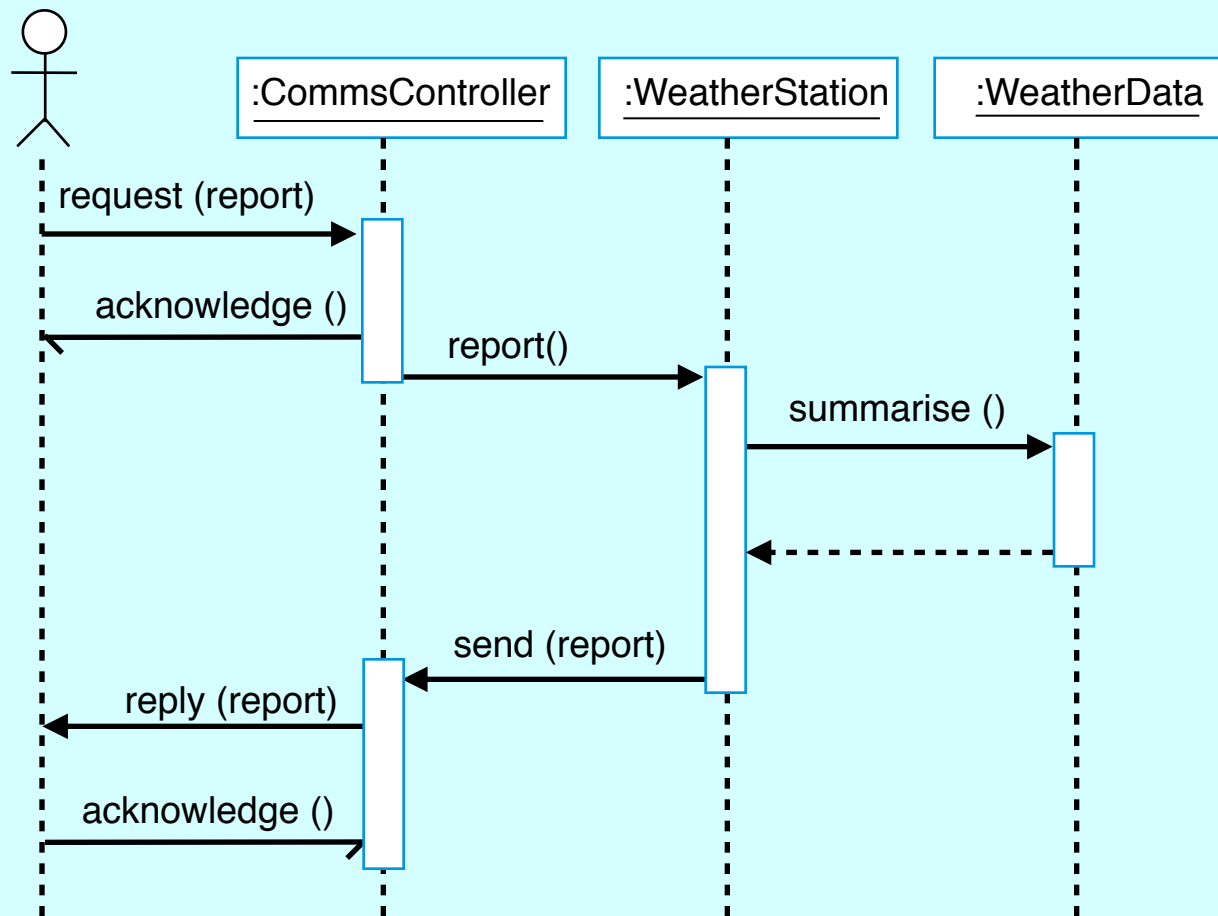 :CommsController
:WeatherStation
:WeatherData
request (report)
acknowledge ()
report()
summarise ()
send (report)
reply (report)
acknowledge ()